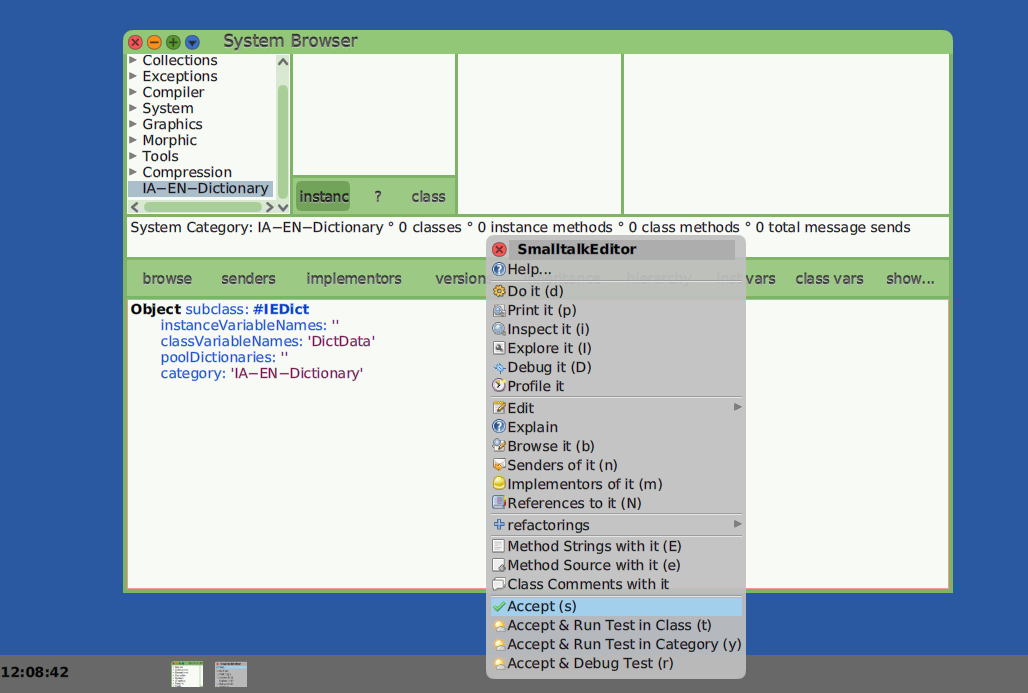 System Browser
Collections
Exceptions
Compiler
System
Graphics
Morphic
Tools
Compression
IA−EN−Dictionary
instanc ? class
System Category: IA−EN−Dictionary ° 0 classes ° 0 instance methods ° 0 class methods ° 0 total message sends
browse senders implementors version hierarchy inst vars class vars show...
Object subclass: #IEDict
instanceVariableNames: ''
classVariableNames: 'DictData'
poolDictionaries: ''
category: 'IA−EN−Dictionary'
SmalltalkEditor
Help...
Do it (d)
Print it (p)
Inspect it (i)
Explore it (I)
Debug it (D)
Profile it
Edit
Explain
Browse it (b)
Senders of it (n)
Implementors of it (m)
References to it (N)
refactorings
Method Strings with it (E)
Method Source with it (e)
Class Comments with it
Accept (s)
Accept & Run Test in Class (t)
Accept & Run Test in Category (y)
Accept & Debug Test (r)
12:08:42